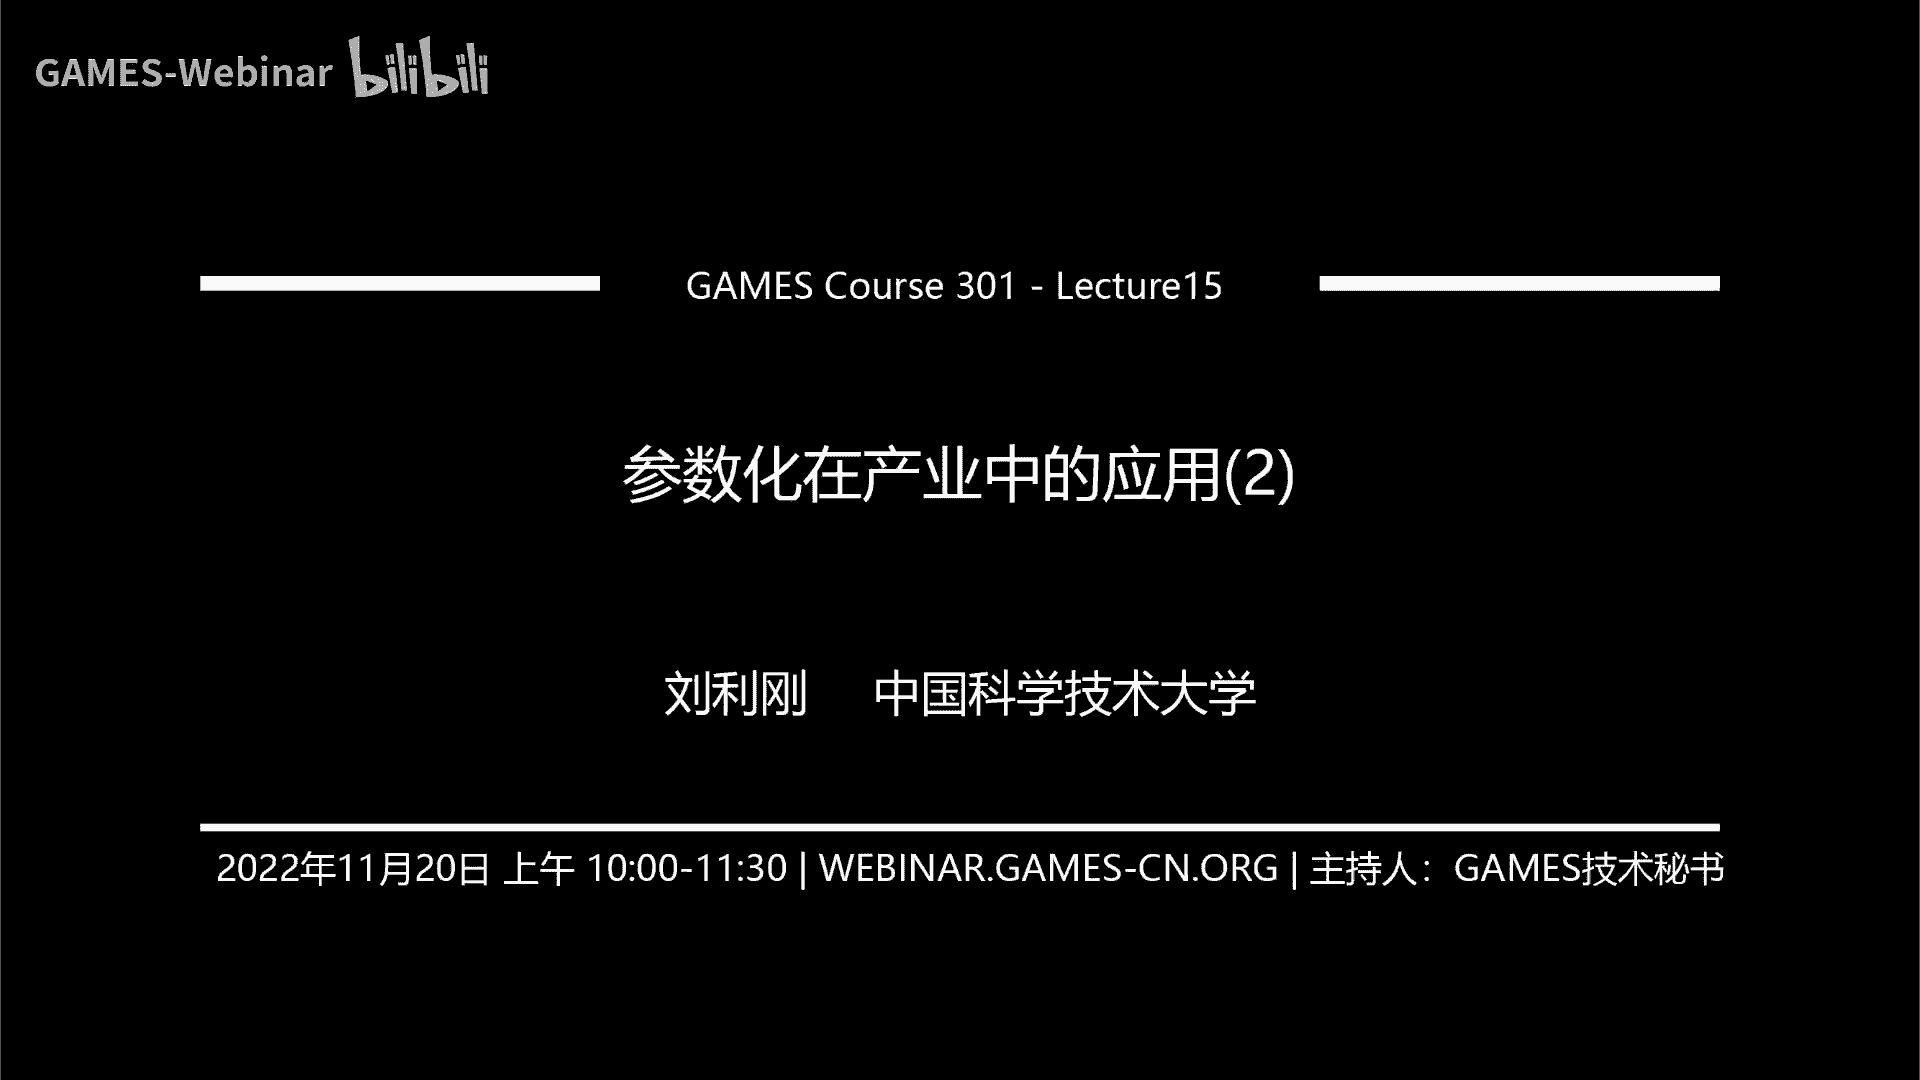 GAMES-Webinar bilibili
GAMES Course 301 - Lecture15
参数化在产业中的应用(2)
刘利刚 中国科学技术大学
2022年11月20日 上午 10:00-11:30 | WEBINAR.GAMES-CN.ORG | 主持人：GAMES技术秘书